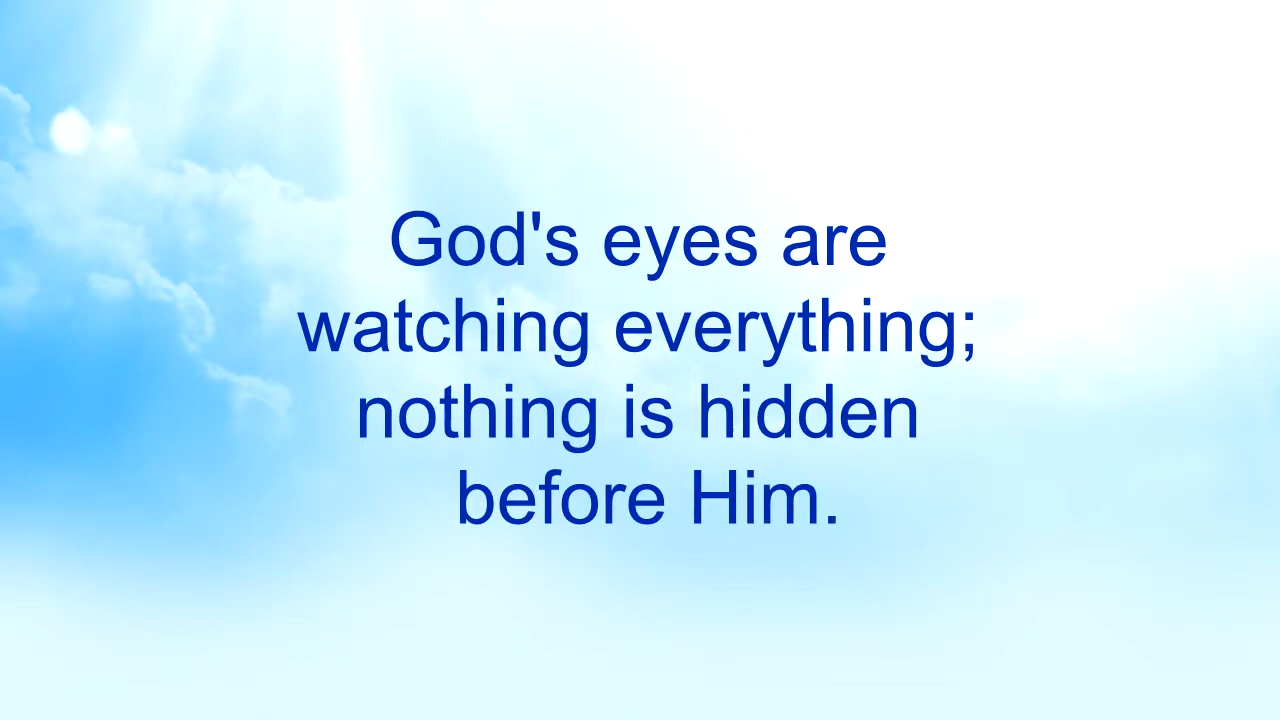 God's eyes are
watching everything;
nothing is hidden
before Him.